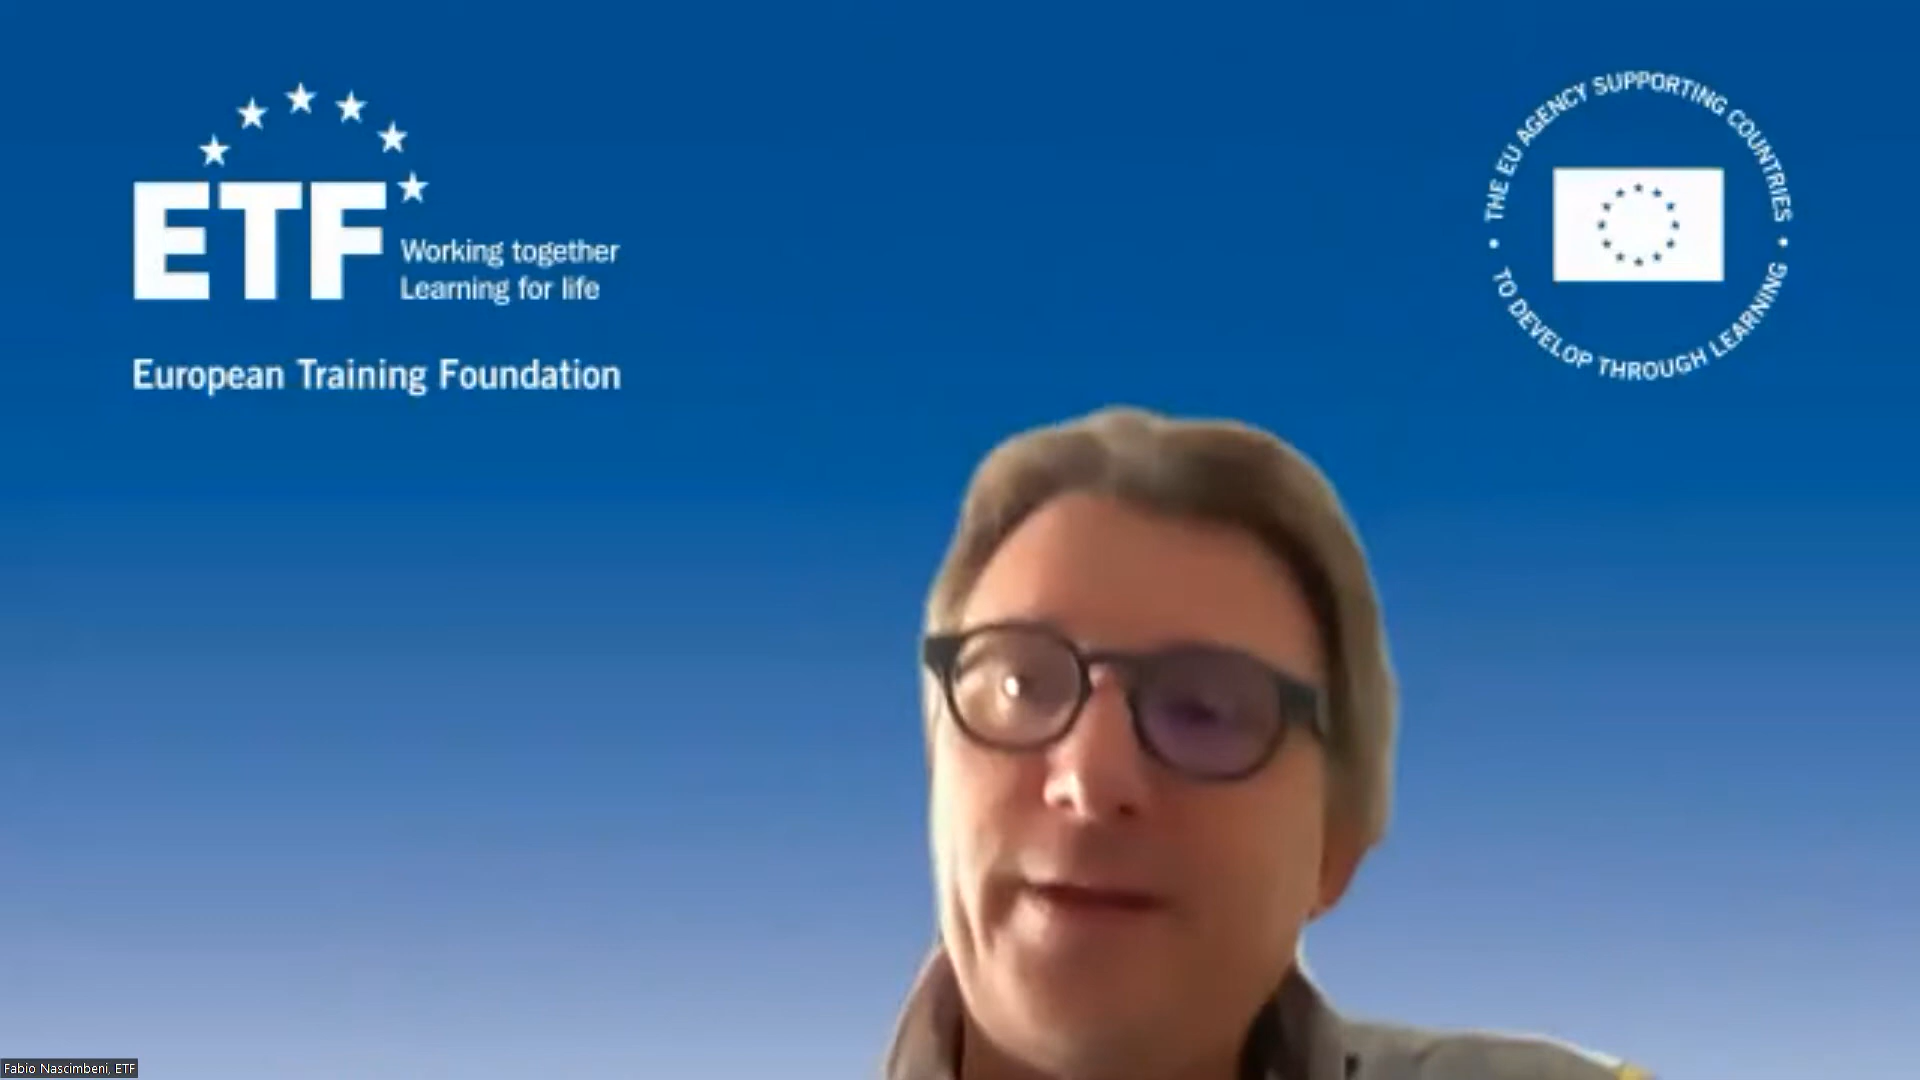 ETF
Working together
Learning for life
European Training Foundation
• THE EU AGENCY SUPPORTING COUNTRIES •
TO DEVELOP THROUGH LEARNING
Fabio Nascimbeni, ETF